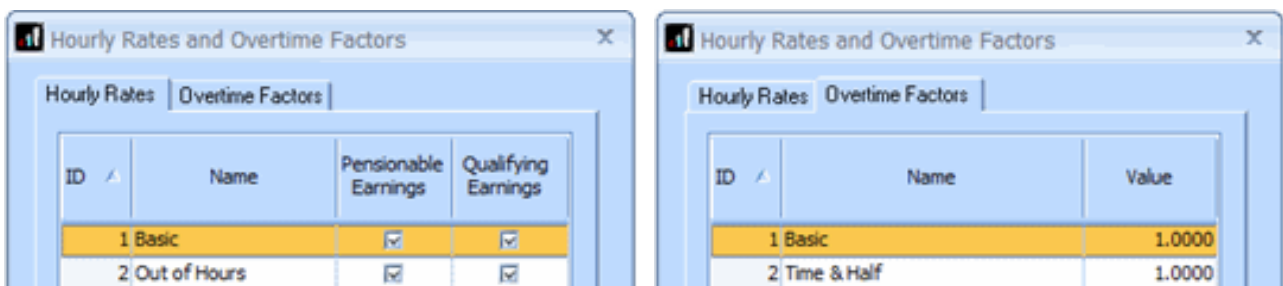 Hourly Rates and Overtime Factors
Hourly Rates Overtime Factors
ID Name Pensionable Earnings Qualifying Earnings
1 Basic
2 Out of Hours
Hourly Rates and Overtime Factors
Hourly Rates Overtime Factors
ID Name Value
1 Basic 1.0000
2 Time & Half 1.0000